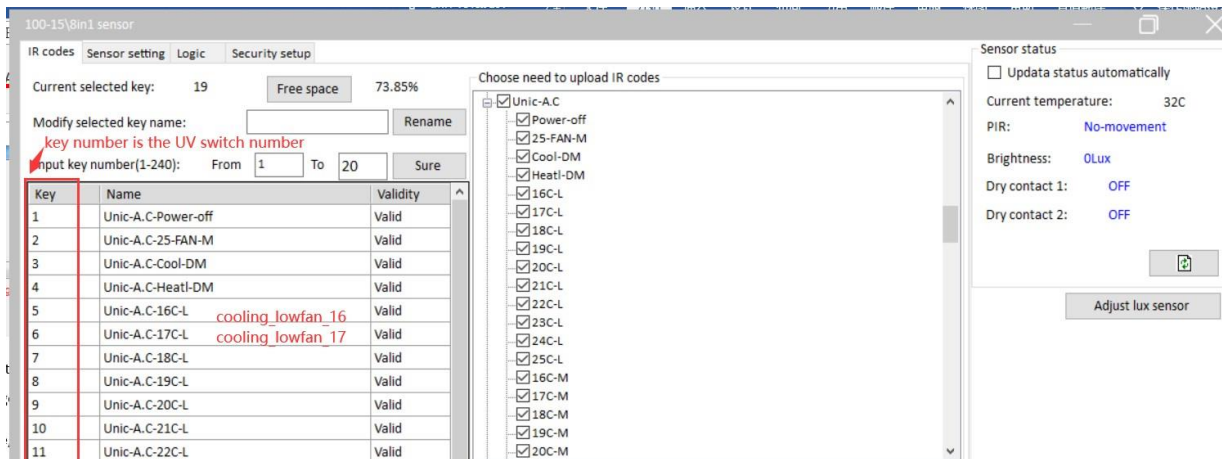 100-15\8in1 sensor
IR codes Sensor setting Logic Security setup
Current selected key: 19 Free space 73.85%
Modify selected key name: Rename
key number is the UV switch number
Input key number(1-240): From 1 To 20 Sure
Key Name Validity
1 Unic-A.C-Power-off Valid
2 Unic-A.C-25-FAN-M Valid
3 Unic-A.C-Cool-DM Valid
4 Unic-A.C-Heatl-DM Valid
5 Unic-A.C-16C-L cooling_lowfan_16 Valid
6 Unic-A.C-17C-L cooling_lowfan_17 Valid
7 Unic-A.C-18C-L Valid
8 Unic-A.C-19C-L Valid
9 Unic-A.C-20C-L Valid
10 Unic-A.C-21C-L Valid
11 Unic-A.C-22C-L Valid
Choose need to upload IR codes
Unic-A.C
Power-off
25-FAN-M
Cool-DM
Heatl-DM
16C-L
17C-L
18C-L
19C-L
20C-L
21C-L
22C-L
23C-L
24C-L
25C-L
16C-M
17C-M
18C-M
19C-M
20C-M
Sensor status
Updata status automatically
Current temperature: 32C
PIR: No-movement
Brightness: 0Lux
Dry contact 1: OFF
Dry contact 2: OFF
Adjust lux sensor